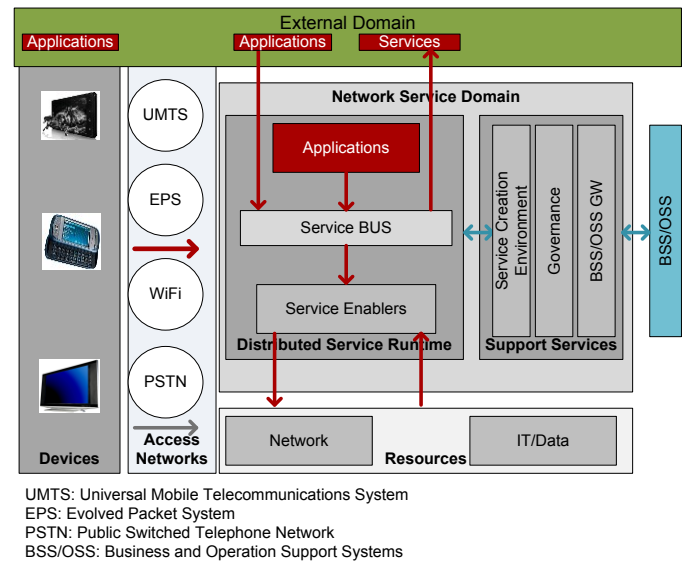 External Domain
Applications
Applications
Services
UMTS
EPS
WiFi
PSTN
Network Service Domain
Applications
Service BUS
Service Enablers
Distributed Service Runtime
Service Creation
Environment
Governance
BSS/OSS GW
Support Services
BSS/OSS
Devices
Access
Networks
Network
Resources
IT/Data
UMTS: Universal Mobile Telecommunications System
EPS: Evolved Packet System
PSTN: Public Switched Telephone Network
BSS/OSS: Business and Operation Support Systems